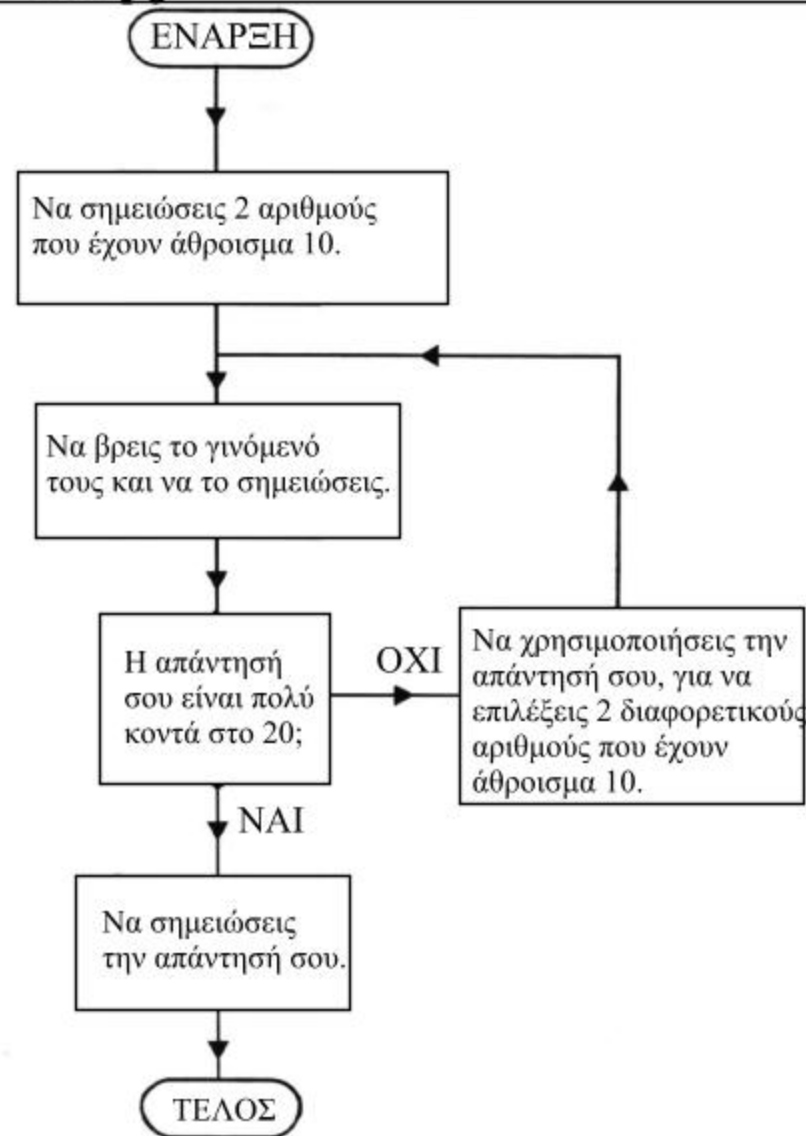 ΕΝΑΡΞΗ
Να σημειώσεις 2 αριθμούς
που έχουν άθροισμα 10.
Να βρεις το γινόμενό
τους και να το σημειώσεις.
Η απάντησή
σου είναι πολύ
κοντά στο 20;
ΟΧΙ
Να χρησιμοποιήσεις την
απάντησή σου, για να
επιλέξεις 2 διαφορετικούς
αριθμούς που έχουν
άθροισμα 10.
ΝΑΙ
Να σημειώσεις
την απάντησή σου.
ΤΕΛΟΣ